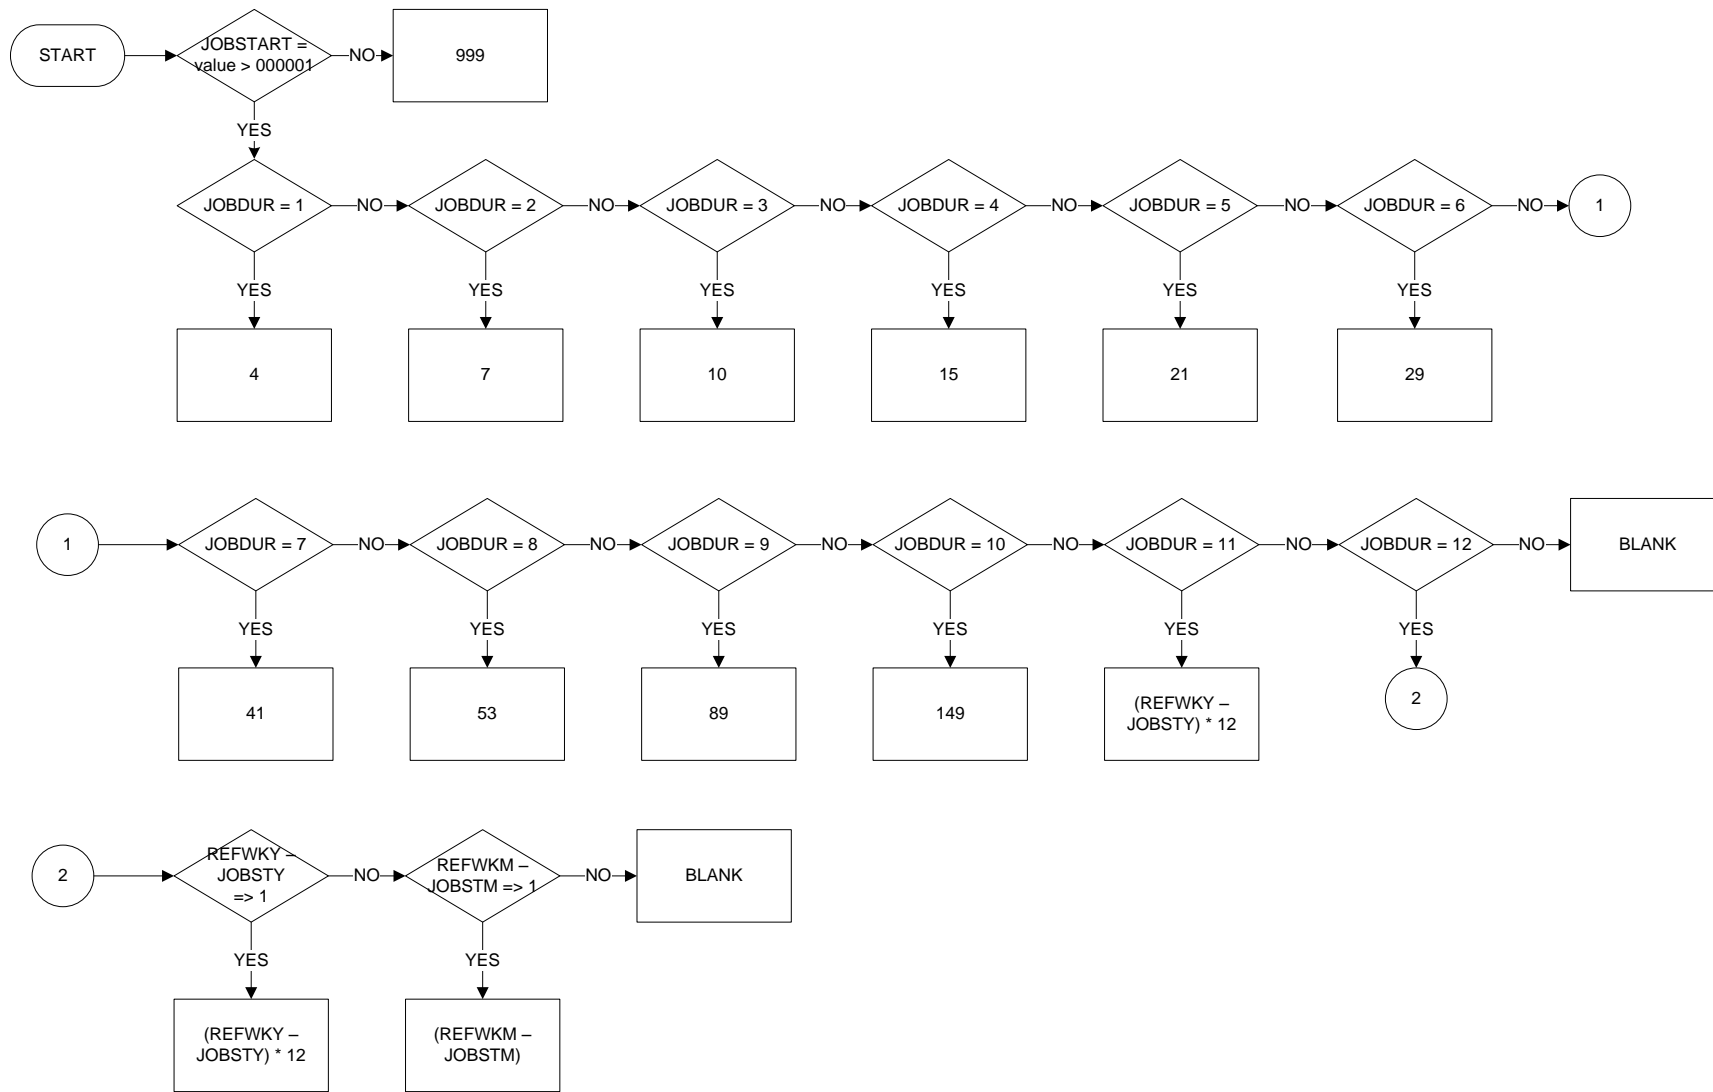 START
JOBSTART =
value > 000001
NO
999
YES
JOBDUR = 1
NO
JOBDUR = 2
NO
JOBDUR = 3
NO
JOBDUR = 4
NO
JOBDUR = 5
NO
JOBDUR = 6
NO
1
YES
YES
YES
YES
YES
YES
4
7
10
15
21
29
1
JOBDUR = 7
NO
JOBDUR = 8
NO
JOBDUR = 9
NO
JOBDUR = 10
NO
JOBDUR = 11
NO
JOBDUR = 12
NO
BLANK
YES
YES
YES
YES
YES
YES
41
53
89
149
(REFWKY –
JOBSTY) * 12
2
2
REFWKY –
JOBSTY
=> 1
NO
REFWKM –
JOBSTM => 1
NO
BLANK
YES
YES
(REFWKY –
JOBSTY) * 12
(REFWKM –
JOBSTM)